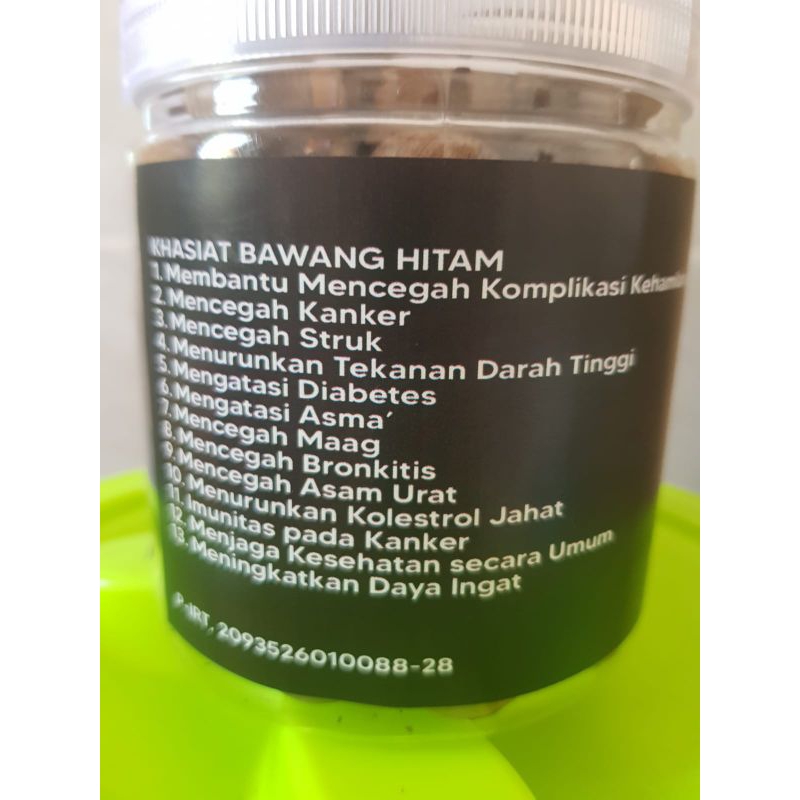 KHASIAT BAWANG HITAM
1. Membantu Mencegah Komplikasi
2. Mencegah Kanker
3. Mencegah Struk
4. Menurunkan Tekanan Darah Tinggi
5. Mengatasi Diabetes
6. Mengatasi Asma´
7. Mencegah Maag
8. Mencegah Bronkitis
9. Mencegah Asam Urat
10. Menurunkan Kolestrol Jahat
11. Imunitas pada Kanker
12. Menjaga Kesehatan secara Umum
13. Meningkatkan Daya Ingat
P-IRT, 2093526010088-28